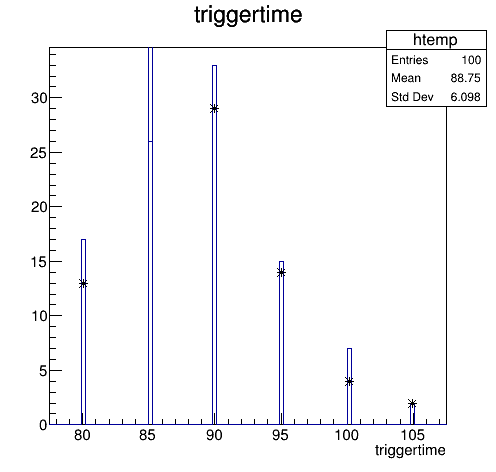 triggertime
htemp
Entries 100
Mean 88.75
Std Dev 6.098
30
25
20
15
10
5
0
80 85 90 95 100 105
triggertime